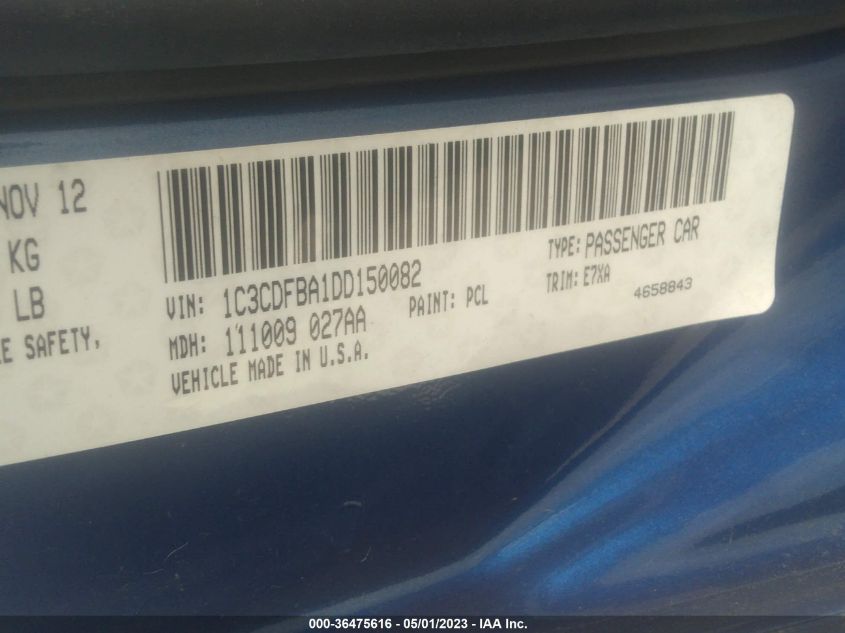 NOV 12
KG
LB
SAFETY,
VIN: 1C3CDFBA1DD150082
MDH: 111009 027AA
PAINT: PCL
VEHICLE MADE IN U.S.A.
TYPE: PASSENGER CAR
TRIM: E7XA
4658843
000-36475616 - 05/01/2023 - IAA Inc.